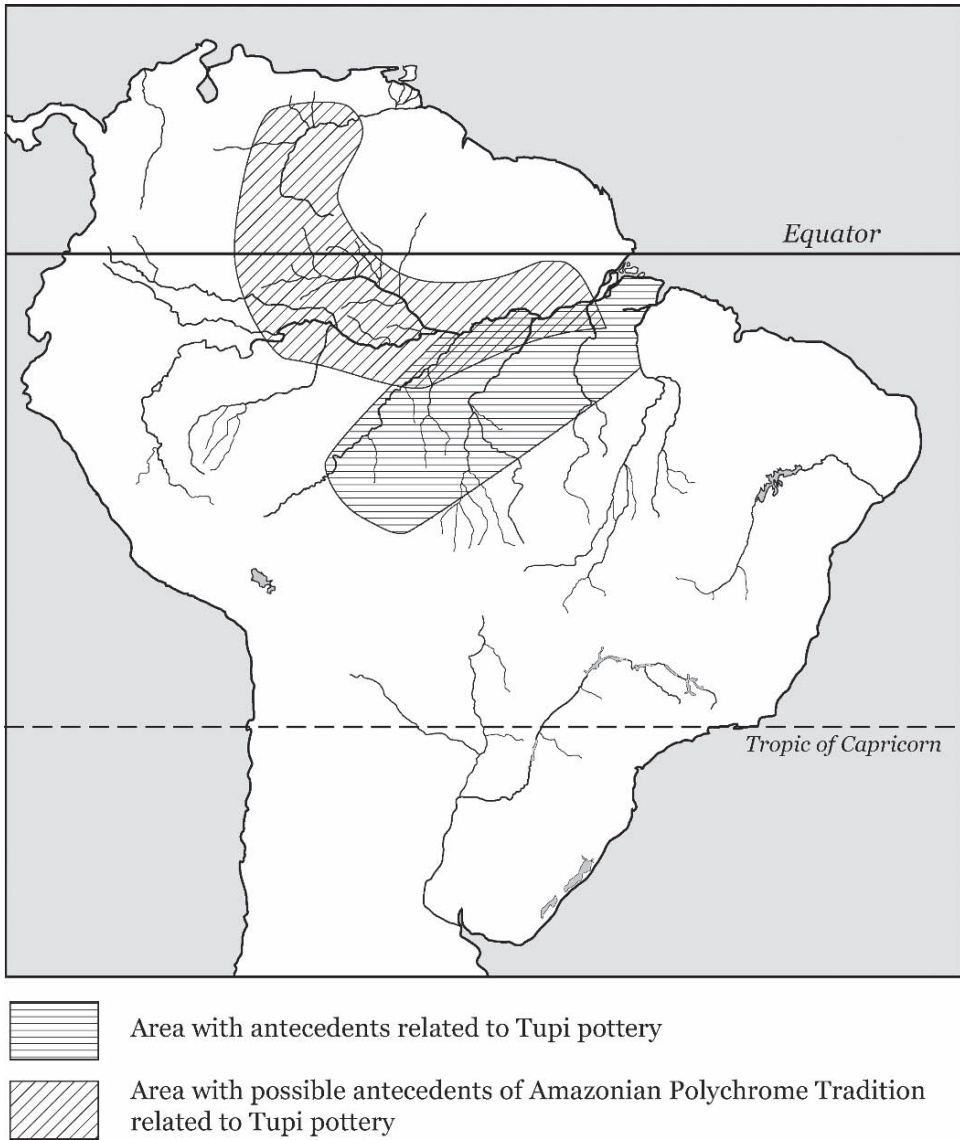 Equator
Tropic of Capricorn
Area with antecedents related to Tupi pottery
Area with possible antecedents of Amazonian Polychrome Tradition
related to Tupi pottery